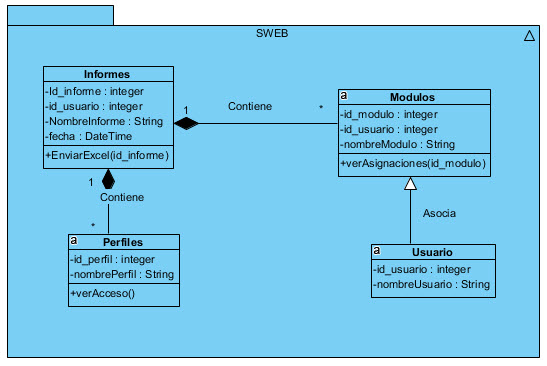 SWEB
Informes
-Id_informe : integer
-id_usuario : integer
-NombreInforme : String
-fecha : DateTime
+EnviarExcel(id_informe)
1
Contiene
*
a
Modulos
-id_modulo : integer
-id_usuario : integer
-nombreModulo : String
+verAsignaciones(id_modulo)
1
Contiene
*
Asocia
a
Perfiles
-id_perfil : integer
-nombrePerfil : String
+verAcceso()
a
Usuario
-id_usuario : integer
-nombreUsuario : String